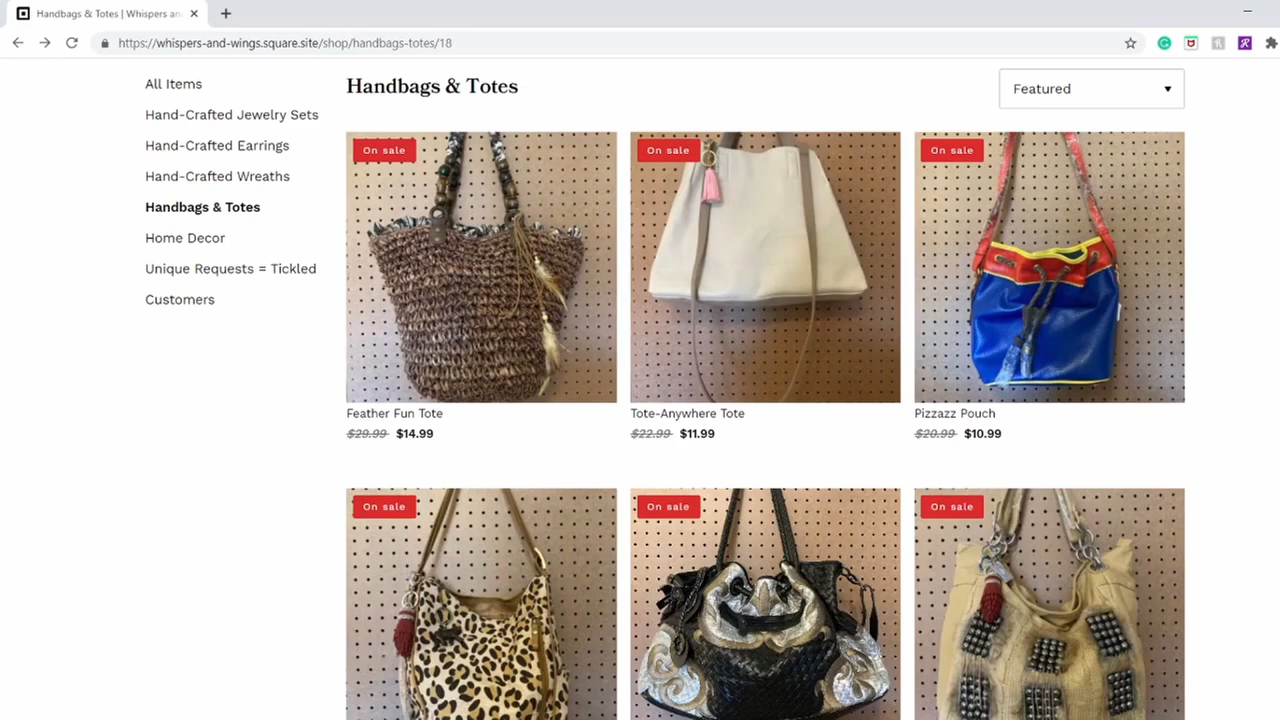 Handbags & Totes | Whispers an
https://whispers-and-wings.square.site/shop/handbags-totes/18
All Items
Hand-Crafted Jewelry Sets
Hand-Crafted Earrings
Hand-Crafted Wreaths
Handbags & Totes
Home Decor
Unique Requests = Tickled
Customers
Handbags & Totes
Featured
On sale
On sale
On sale
Feather Fun Tote
Tote-Anywhere Tote
Pizzazz Pouch
$29.99 $14.99
$22.99 $11.99
$20.99 $10.99
On sale
On sale
On sale